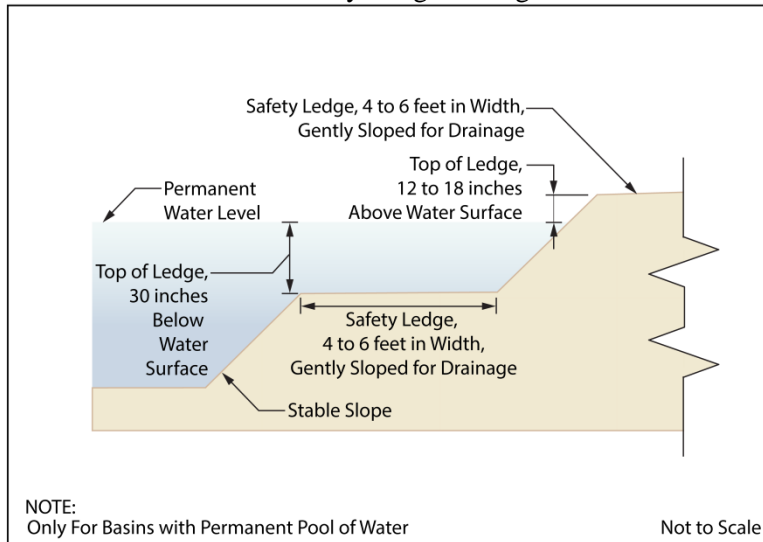 Safety Ledge, 4 to 6 feet in Width,
Gently Sloped for Drainage
Top of Ledge,
12 to 18 inches
Above Water Surface
Permanent
Water Level
Top of Ledge,
30 inches
Below
Water
Surface
Safety Ledge,
4 to 6 feet in Width,
Gently Sloped for Drainage
Stable Slope
NOTE:
Only For Basins with Permanent Pool of Water
Not to Scale